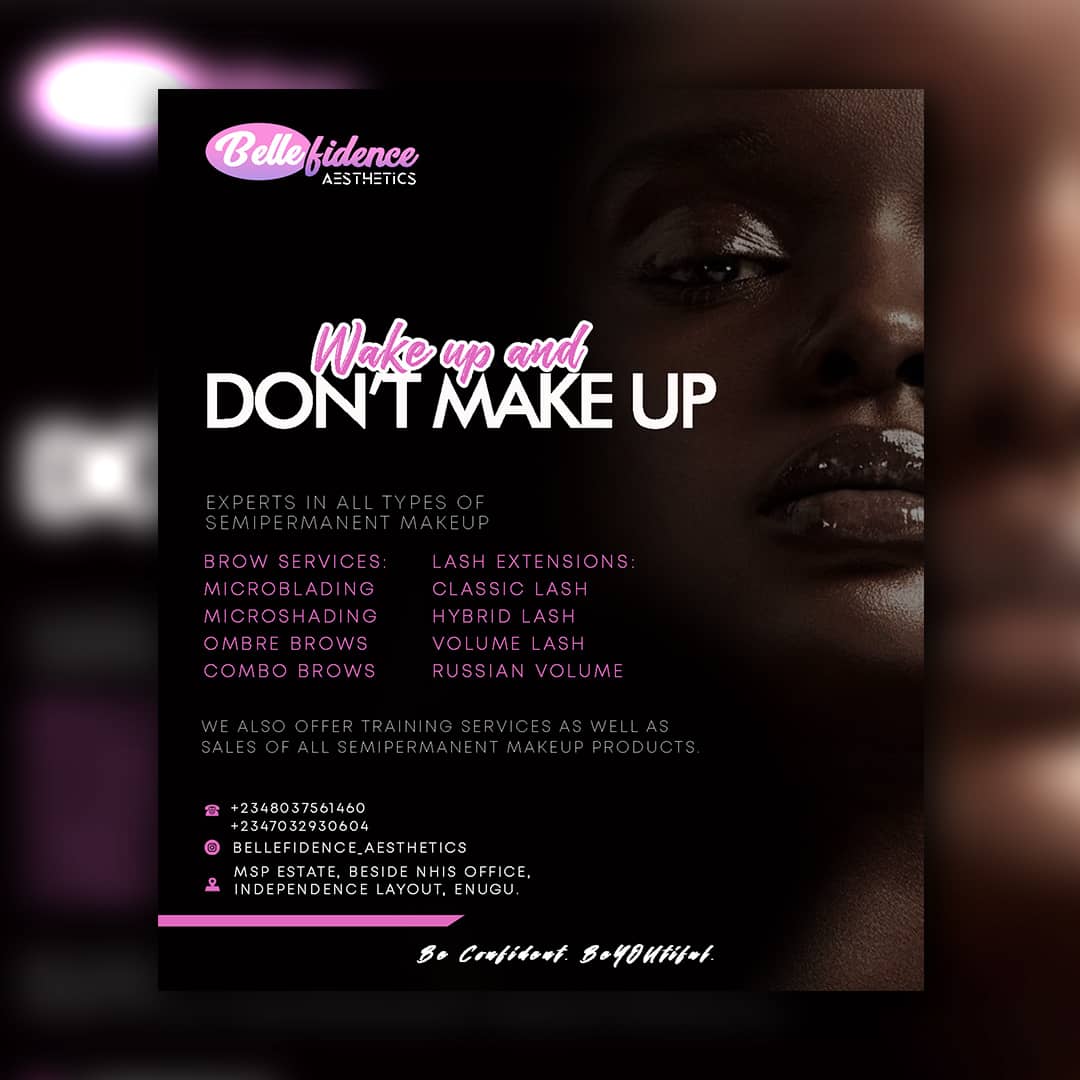 Bellefidence
AESTHETICS
Wake up and
DON'T MAKE UP
EXPERTS IN ALL TYPES OF
SEMIPERMANENT MAKEUP
BROW SERVICES:
MICROBLADING
MICROSHADING
OMBRE BROWS
COMBO BROWS
LASH EXTENSIONS:
CLASSIC LASH
HYBRID LASH
VOLUME LASH
RUSSIAN VOLUME
WE ALSO OFFER TRAINING SERVICES AS WELL AS
SALES OF ALL SEMIPERMANENT MAKEUP PRODUCTS.
+2348037561460
+2347032930604
BELLEFIDENCE_AESTHETICS
MSP ESTATE, BESIDE NHIS OFFICE,
INDEPENDENCE LAYOUT, ENUGU.
Be Confident. BeYOUtiful.